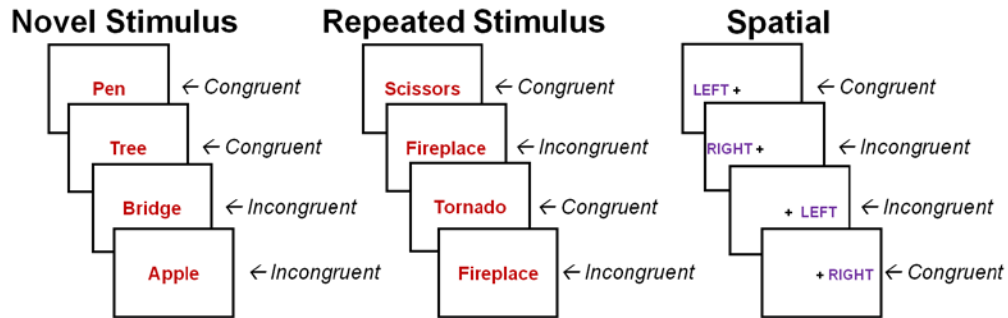 Novel Stimulus
Pen
← Congruent
Tree
← Congruent
Bridge
← Incongruent
Apple
← Incongruent
Repeated Stimulus
Scissors
← Congruent
Fireplace
← Incongruent
Tornado
← Congruent
Fireplace
← Incongruent
Spatial
LEFT +
← Congruent
RIGHT +
← Incongruent
+ LEFT
← Incongruent
+ RIGHT
← Congruent